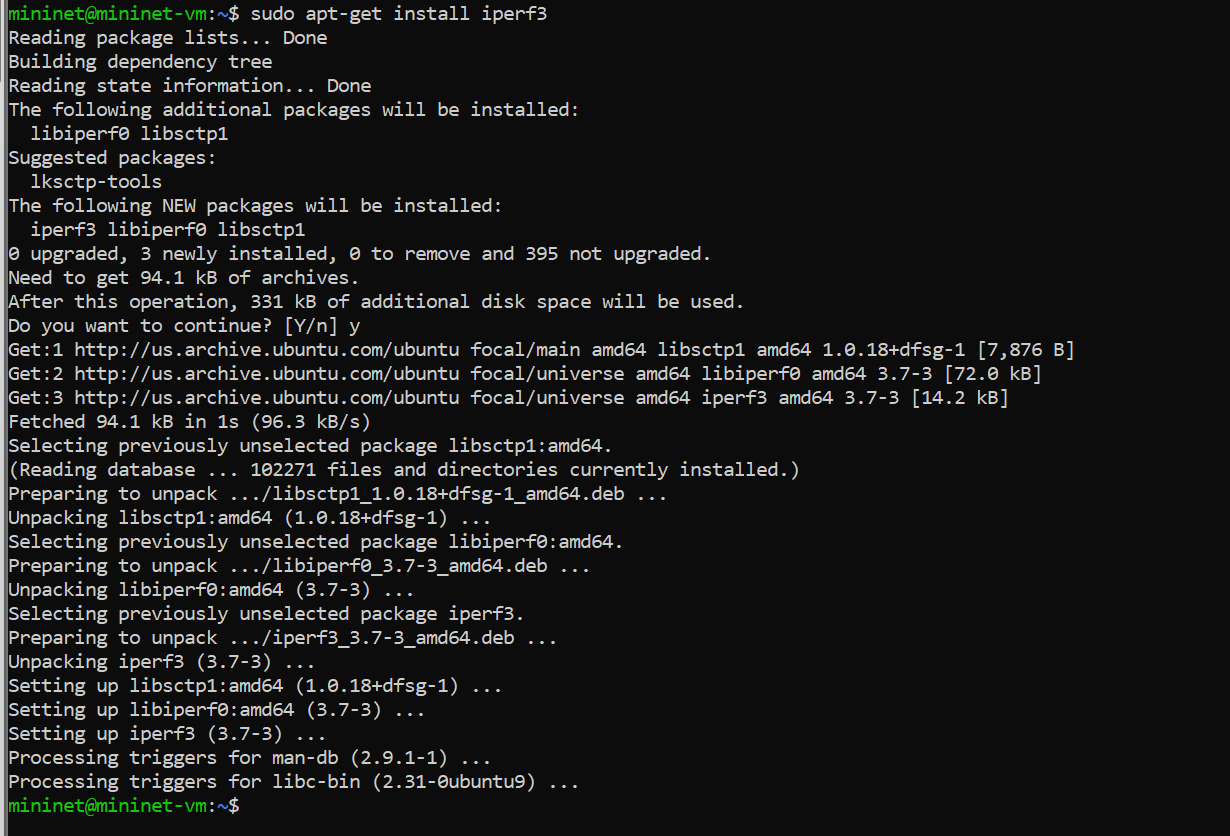 mininet@mininet-vm:~$ sudo apt-get install iperf3
Reading package lists... Done
Building dependency tree
Reading state information... Done
The following additional packages will be installed:
  libiperf0 libsctp1
Suggested packages:
  lksctp-tools
The following NEW packages will be installed:
  iperf3 libiperf0 libsctp1
0 upgraded, 3 newly installed, 0 to remove and 395 not upgraded.
Need to get 94.1 kB of archives.
After this operation, 331 kB of additional disk space will be used.
Do you want to continue? [Y/n] y
Get:1 http://us.archive.ubuntu.com/ubuntu focal/main amd64 libsctp1 amd64 1.0.18+dfsg-1 [7,876 B]
Get:2 http://us.archive.ubuntu.com/ubuntu focal/universe amd64 libiperf0 amd64 3.7-3 [72.0 kB]
Get:3 http://us.archive.ubuntu.com/ubuntu focal/universe amd64 iperf3 amd64 3.7-3 [14.2 kB]
Fetched 94.1 kB in 1s (96.3 kB/s)
Selecting previously unselected package libsctp1:amd64.
(Reading database ... 102271 files and directories currently installed.)
Preparing to unpack .../libsctp1_1.0.18+dfsg-1_amd64.deb ...
Unpacking libsctp1:amd64 (1.0.18+dfsg-1) ...
Selecting previously unselected package libiperf0:amd64.
Preparing to unpack .../libiperf0_3.7-3_amd64.deb ...
Unpacking libiperf0:amd64 (3.7-3) ...
Selecting previously unselected package iperf3.
Preparing to unpack .../iperf3_3.7-3_amd64.deb ...
Unpacking iperf3 (3.7-3) ...
Setting up libsctp1:amd64 (1.0.18+dfsg-1) ...
Setting up libiperf0:amd64 (3.7-3) ...
Setting up iperf3 (3.7-3) ...
Processing triggers for man-db (2.9.1-1) ...
Processing triggers for libc-bin (2.31-0ubuntu9) ...
mininet@mininet-vm:~$